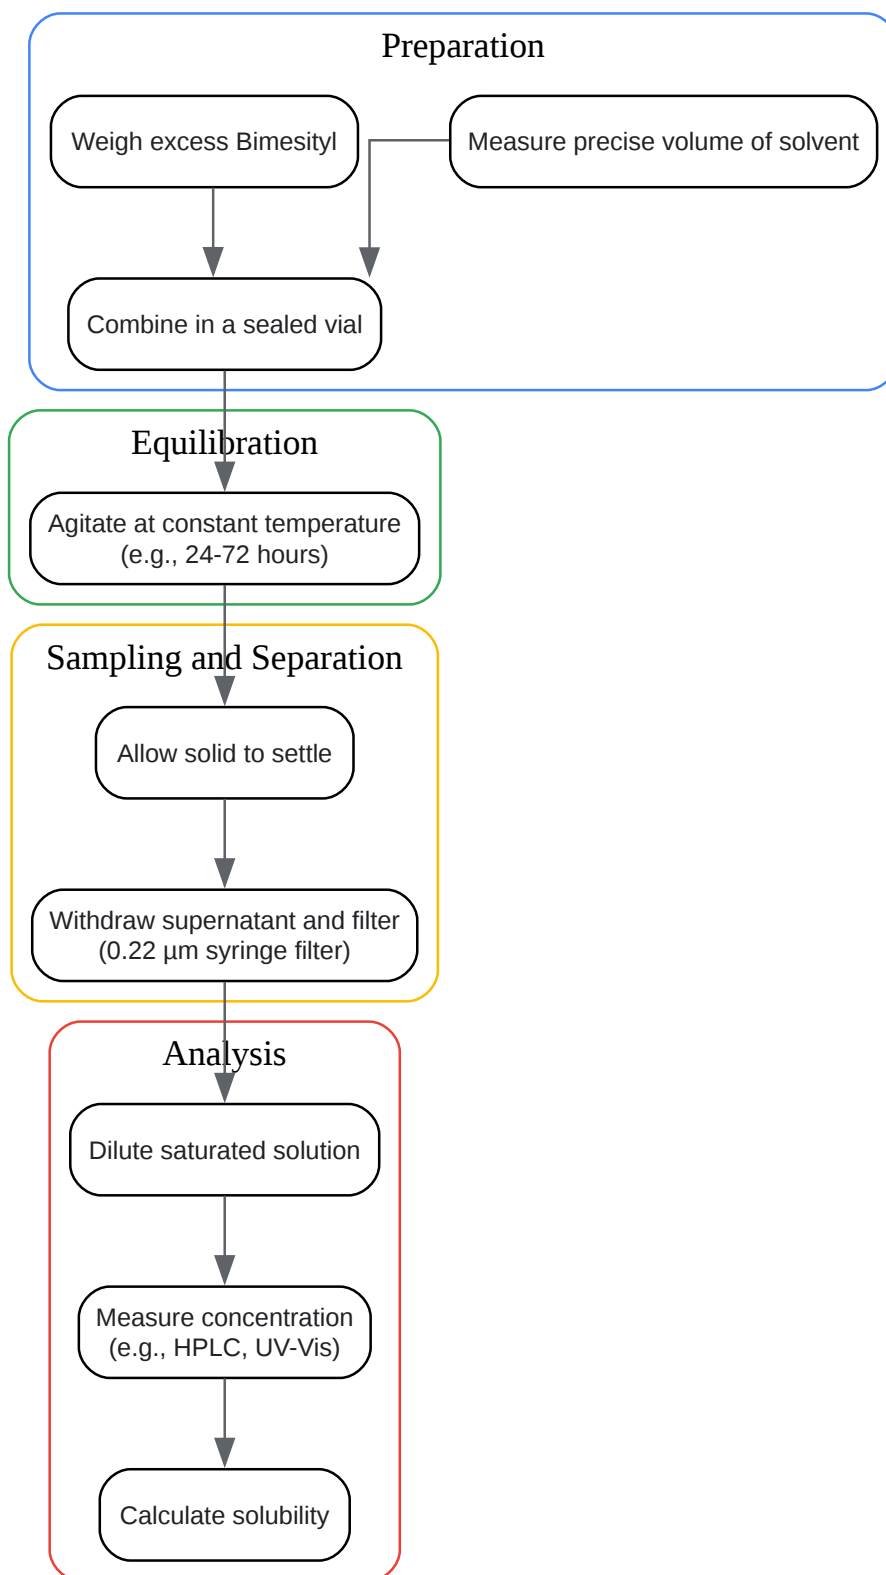 Preparation
Weigh excess Bimesityl
Measure precise volume of solvent
Combine in a sealed vial
Equilibration
Agitate at constant temperature
(e.g., 24-72 hours)
Sampling and Separation
Allow solid to settle
Withdraw supernatant and filter
(0.22 µm syringe filter)
Analysis
Dilute saturated solution
Measure concentration
(e.g., HPLC, UV-Vis)
Calculate solubility